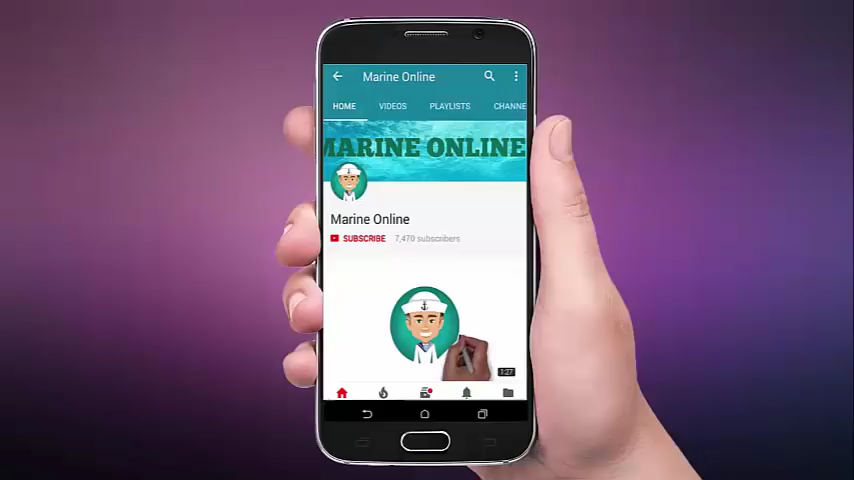 Marine Online
HOME VIDEOS PLAYLISTS CHANNE
MARINE ONLINE
Marine Online
SUBSCRIBE 7,470 subscribers
1:27